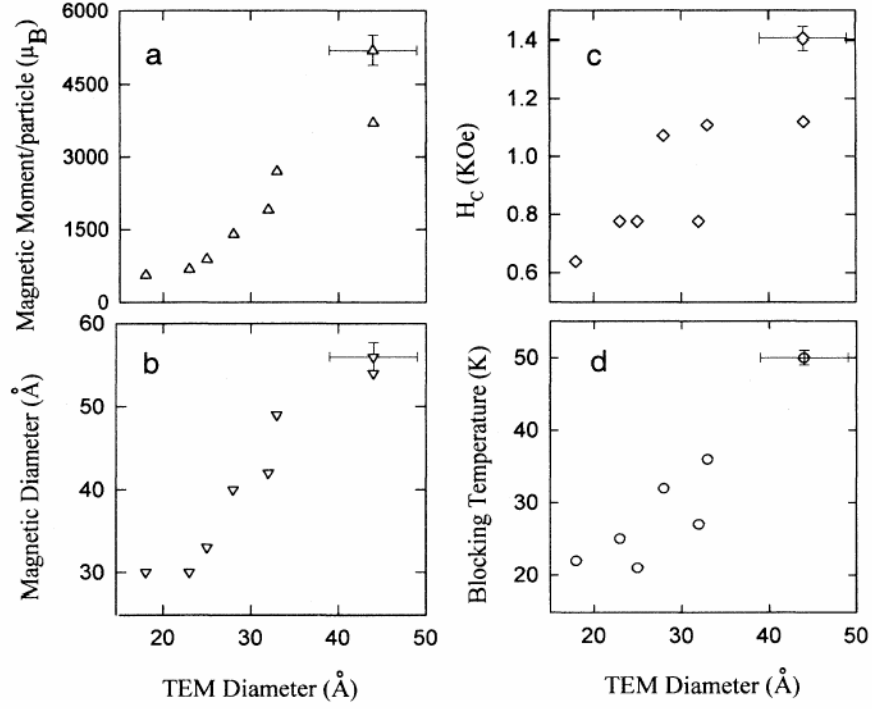 Magnetic Moment/particle (μB)
6000
4500
3000
1500
0
a
Magnetic Diameter (Å)
60
50
40
30
b
20 30 40 50
TEM Diameter (Å)
HC (KOe)
1.4
1.2
1.0
0.8
0.6
c
Blocking Temperature (K)
50
40
30
20
d
20 30 40 50
TEM Diameter (Å)